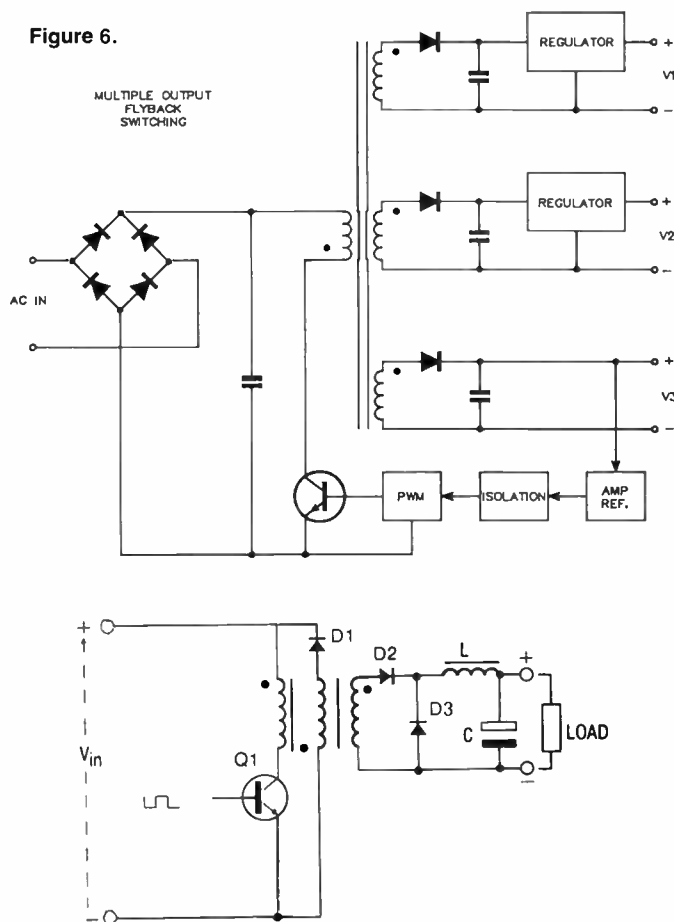 Figure 6.
MULTIPLE OUTPUT
FLYBACK
SWITCHING
REGULATOR
+
V1
−
REGULATOR
+
V2
−
AC IN
+
V3
−
PWM
ISOLATION
AMP
REF.
+
Vin
−
Q1
D1
D2
D3
L
C
+
−
LOAD